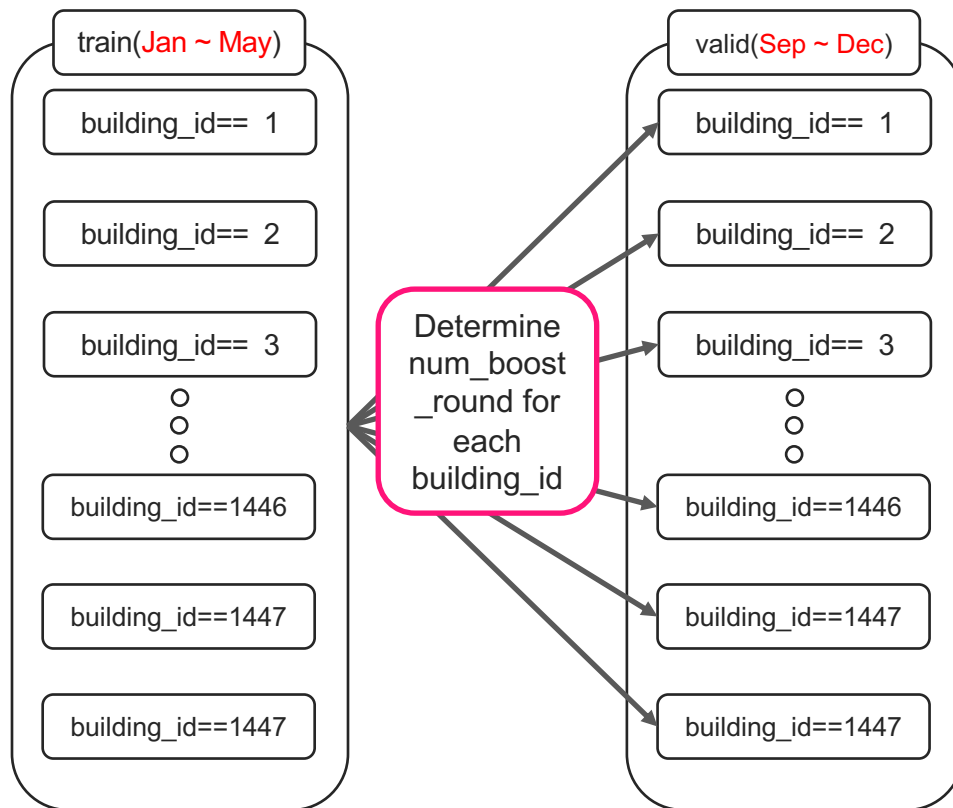 train(Jan ~ May)
building_id== 1
building_id== 2
building_id== 3
building_id==1446
building_id==1447
building_id==1447
Determine
num_boost
_round for
each
building_id
valid(Sep ~ Dec)
building_id== 1
building_id== 2
building_id== 3
building_id==1446
building_id==1447
building_id==1447